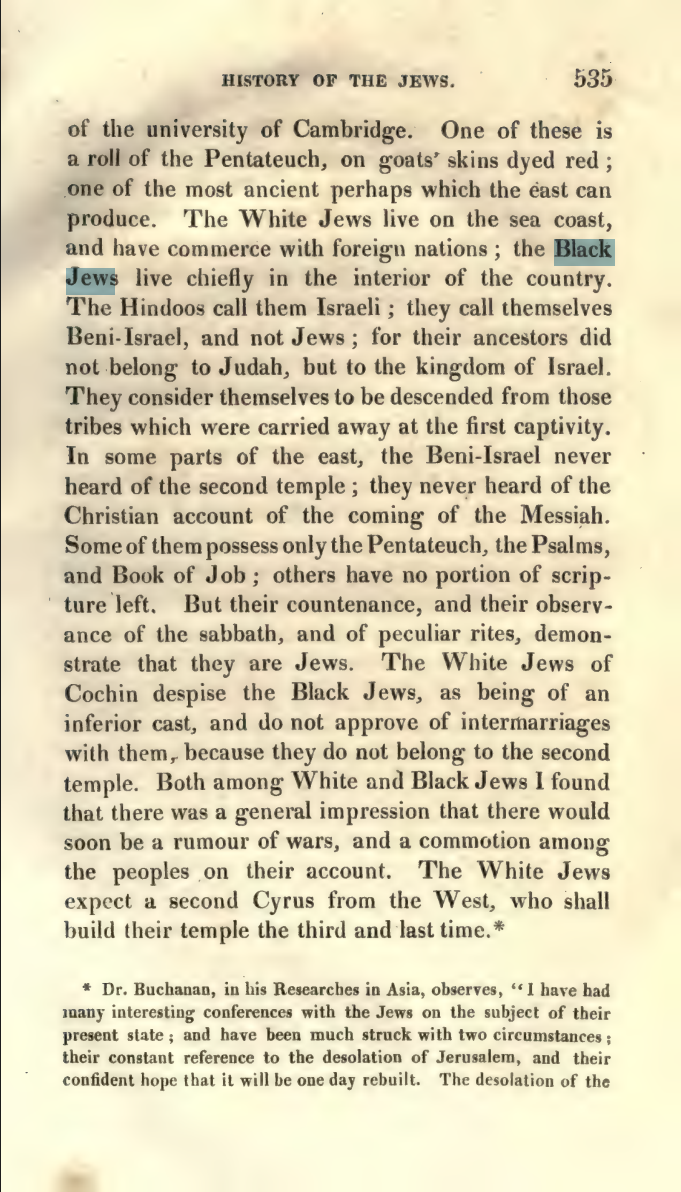 HISTORY OF THE JEWS. 535
of the university of Cambridge. One of these is
a roll of the Pentateuch, on goats' skins dyed red ;
one of the most ancient perhaps which the east can
produce. The White Jews live on the sea coast,
and have commerce with foreign nations ; the Black
Jews live chiefly in the interior of the country.
The Hindoos call them Israeli ; they call themselves
Beni-Israel, and not Jews ; for their ancestors did
not belong to Judah, but to the kingdom of Israel.
They consider themselves to be descended from those
tribes which were carried away at the first captivity.
In some parts of the east, the Beni-Israel never
heard of the second temple ; they never heard of the
Christian account of the coming of the Messiah.
Some of them possess only the Pentateuch, the Psalms,
and Book of Job ; others have no portion of scrip-
ture left. But their countenance, and their observ-
ance of the sabbath, and of peculiar rites, demon-
strate that they are Jews. The White Jews of
Cochin despise the Black Jews, as being of an
inferior cast, and do not approve of intermarriages
with them, because they do not belong to the second
temple. Both among White and Black Jews I found
that there was a general impression that there would
soon be a rumour of wars, and a commotion among
the peoples on their account. The White Jews
expect a second Cyrus from the West, who shall
build their temple the third and last time.*
* Dr. Buchanan, in his Researches in Asia, observes, "I have had
many interesting conferences with the Jews on the subject of their
present state ; and have been much struck with two circumstances ;
their constant reference to the desolation of Jerusalem, and their
confident hope that it will be one day rebuilt. The desolation of the